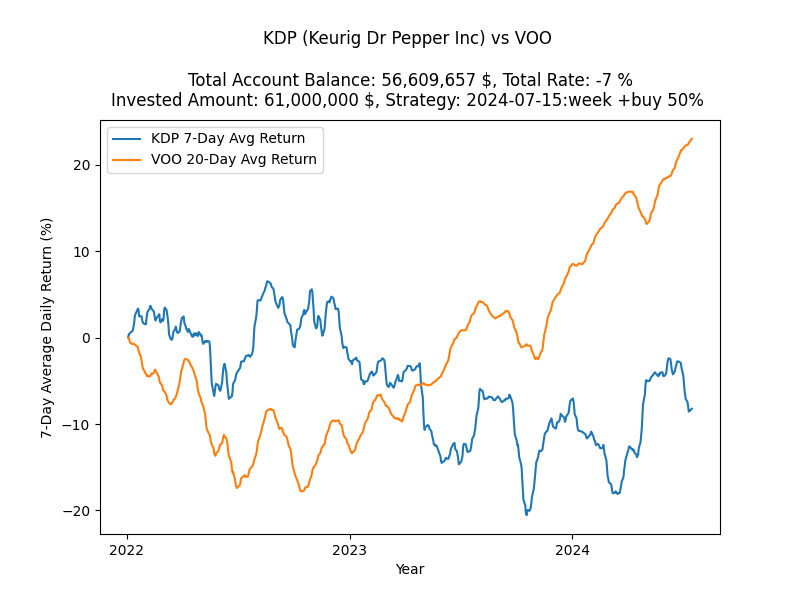 KDP (Keurig Dr Pepper Inc) vs VOO
Total Account Balance: 56,609,657 $, Total Rate: -7 %
Invested Amount: 61,000,000 $, Strategy: 2024-07-15:week +buy 50%
KDP 7-Day Avg Return
VOO 20-Day Avg Return
7-Day Average Daily Return (%)
20
10
0
−10
−20
2022
2023
2024
Year